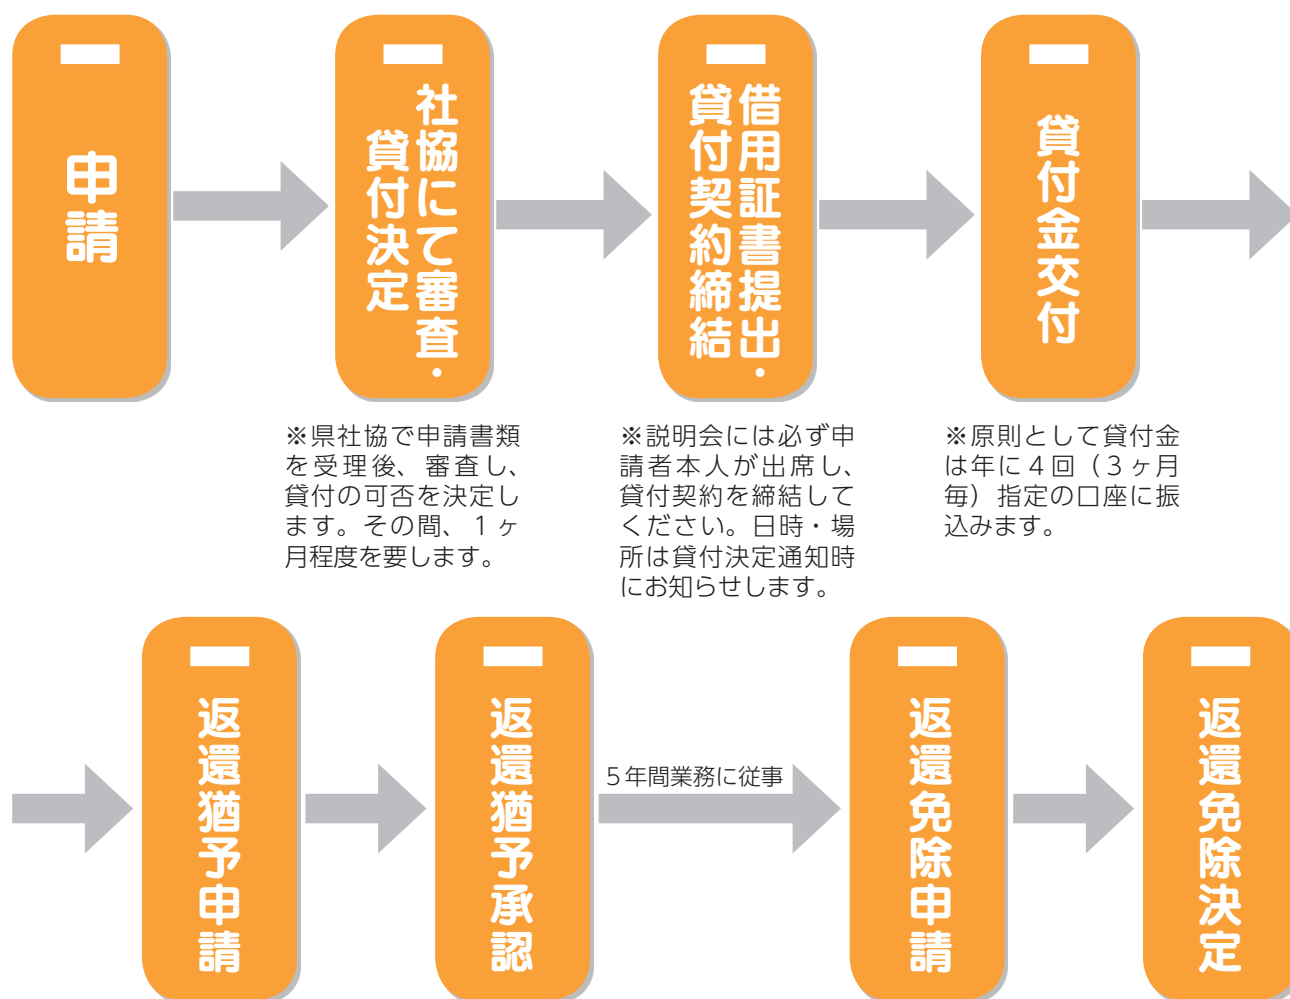 申請
社協にて審査・
貸付決定
借用証書提出・
貸付契約締結
貸付金交付
※県社協で申請書類
を受理後、審査し、
貸付の可否を決定し
ます。その間、１ヶ
月程度を要します。
※説明会には必ず申
請者本人が出席し、
貸付契約を締結して
ください。日時・場
所は貸付決定通知時
にお知らせします。
※原則として貸付金
は年に４回（３ヶ月
毎）指定の口座に振
込みます。
返還猶予申請
返還猶予承認
５年間業務に従事
返還免除申請
返還免除決定